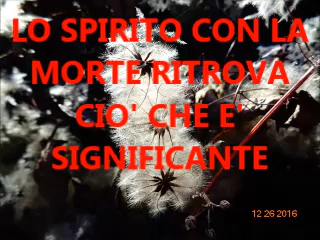 LO SPIRITO CON LA
MORTE RITROVA
CIO' CHE E'
SIGNIFICANTE
12 26 2016